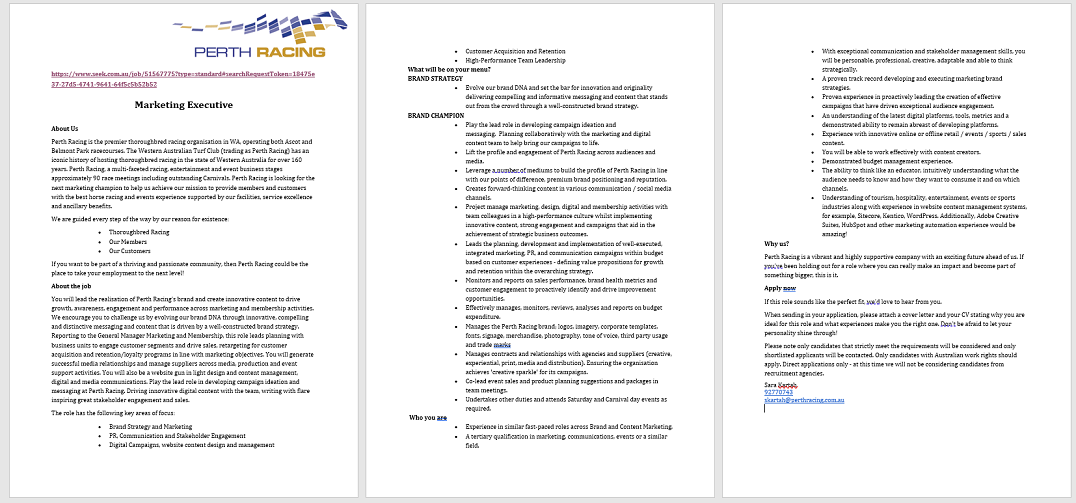 PERTH RACING
https://www.seek.com.au/job/51567775?type=standard#searchRequestToken=18475e
37-27d5-4741-9641-64f5c5b52b52
Marketing Executive
About Us
Perth Racing is the premier thoroughbred racing organisation in WA, operating both Ascot and
Belmont Park racecourses. The Western Australian Turf Club (trading as Perth Racing) has an
iconic history of hosting thoroughbred racing in the state of Western Australia for over 160
years. Perth Racing, a multi-faceted racing, entertainment and event business stages
approximately 90 race meetings including outstanding Carnivals. Perth Racing is looking for the
next marketing champion to help us achieve our mission to provide members and customers
with the best horse racing and events experience supported by our facilities, service excellence
and ancillary benefits.
We are guided every step of the way by our reason for existence:
• Thoroughbred Racing
• Our Members
• Our Customers
If you want to be part of a thriving and passionate community, then Perth Racing could be the
place to take your employment to the next level!
About the job
You will lead the realisation of Perth Racing's brand and create innovative content to drive
growth, awareness, engagement and performance across marketing and membership activities.
We encourage you to challenge us by evolving our brand DNA through innovative, compelling
and distinctive messaging and content that is driven by a well-constructed brand strategy.
Reporting to the General Manager Marketing and Membership, this role leads planning with
business units to engage customer segments and drive sales, retargeting for customer
acquisition and retention/loyalty programs in line with marketing objectives. You will generate
successful media relationships and manage suppliers across media, production and event
support activities. You will also be a website gun in light design and content management,
digital and media communications. Play the lead role in developing campaign ideation and
messaging at Perth Racing. Driving innovative digital content with the team, writing with flare
inspiring great stakeholder engagement and sales.
The role has the following key areas of focus:
• Brand Strategy and Marketing
• PR, Communication and Stakeholder Engagement
• Digital Campaigns, website content design and management
• Customer Acquisition and Retention
• High-Performance Team Leadership
What will be on your menu?
BRAND STRATEGY
• Evolve our brand DNA and set the bar for innovation and originality
delivering compelling and informative messaging and content that stands
out from the crowd through a well-constructed brand strategy.
BRAND CHAMPION
• Play the lead role in developing campaign ideation and
messaging. Planning collaboratively with the marketing and digital
content team to help bring our campaigns to life.
• Lift the profile and engagement of Perth Racing across audiences and
media.
• Leverage a number of mediums to build the profile of Perth Racing in line
with our points of difference, premium brand positioning and reputation.
• Creates forward-thinking content in various communication / social media
channels.
• Project manage marketing, design, digital and membership activities with
team colleagues in a high-performance culture whilst implementing
innovative content, strong engagement and campaigns that aid in the
achievement of strategic business outcomes.
• Leads the planning, development and implementation of well-executed,
integrated marketing, PR, and communication campaigns within budget
based on customer experiences - defining value propositions for growth
and retention within the overarching strategy.
• Monitors and reports on sales performance, brand health metrics and
customer engagement to proactively identify and drive improvement
opportunities.
• Effectively manages, monitors, reviews, analyses and reports on budget
expenditure.
• Manages the Perth Racing brand: logos, imagery, corporate templates,
fonts, signage, merchandise, photography, tone of voice, third party usage
and trade marks
• Manages contracts and relationships with agencies and suppliers (creative,
experiential, print, media and distribution). Ensuring the organisation
achieves 'creative sparkle' for its campaigns.
• Co-lead event sales and product planning suggestions and packages in
team meetings.
• Undertakes other duties and attends Saturday and Carnival day events as
required.
Who you are
• Experience in similar fast-paced roles across Brand and Content Marketing.
• A tertiary qualification in marketing, communications, events or a similar
field.
• With exceptional communication and stakeholder management skills, you
will be personable, professional, creative, adaptable and able to think
strategically.
• A proven track record developing and executing marketing brand
strategies.
• Proven experience in proactively leading the creation of effective
campaigns that have driven exceptional audience engagement.
• An understanding of the latest digital platforms, tools, metrics and a
demonstrated ability to remain abreast of developing platforms.
• Experience with innovative online or offline retail / events / sports / sales
content.
• You will be able to work effectively with content creators.
• Demonstrated budget management experience.
• The ability to think like an educator, intuitively understanding what the
audience needs to know and how they want to consume it and on which
channels.
• Understanding of tourism, hospitality, entertainment, events or sports
industries along with experience in website content management systems,
for example, Sitecore, Kentico, WordPress. Additionally, Adobe Creative
Suites, HubSpot and other marketing automation experience would be
amazing!
Why us?
Perth Racing is a vibrant and highly supportive company with an exciting future ahead of us. If
you've been holding out for a role where you can really make an impact and become part of
something bigger, this is it.
Apply now
If this role sounds like the perfect fit, we'd love to hear from you.
When sending in your application, please attach a cover letter and your CV stating why you are
ideal for this role and what experiences make you the right one. Don't be afraid to let your
personality shine through!
Please note only candidates that strictly meet the requirements will be considered and only
shortlisted applicants will be contacted. Only candidates with Australian work rights should
apply. Direct applications only - at this time we will not be considering candidates from
recruitment agencies.
Sara Kartah
92770743
skartah@perthracing.com.au